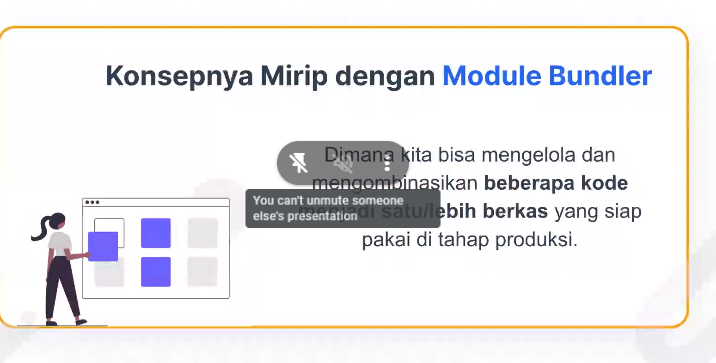 Konsepnya Mirip dengan Module Bundler
Dimana kita bisa mengelola dan
mengombinasikan beberapa kode
You can't unmute someone
else's presentation
menjadi satu/lebih berkas yang siap
pakai di tahap produksi.